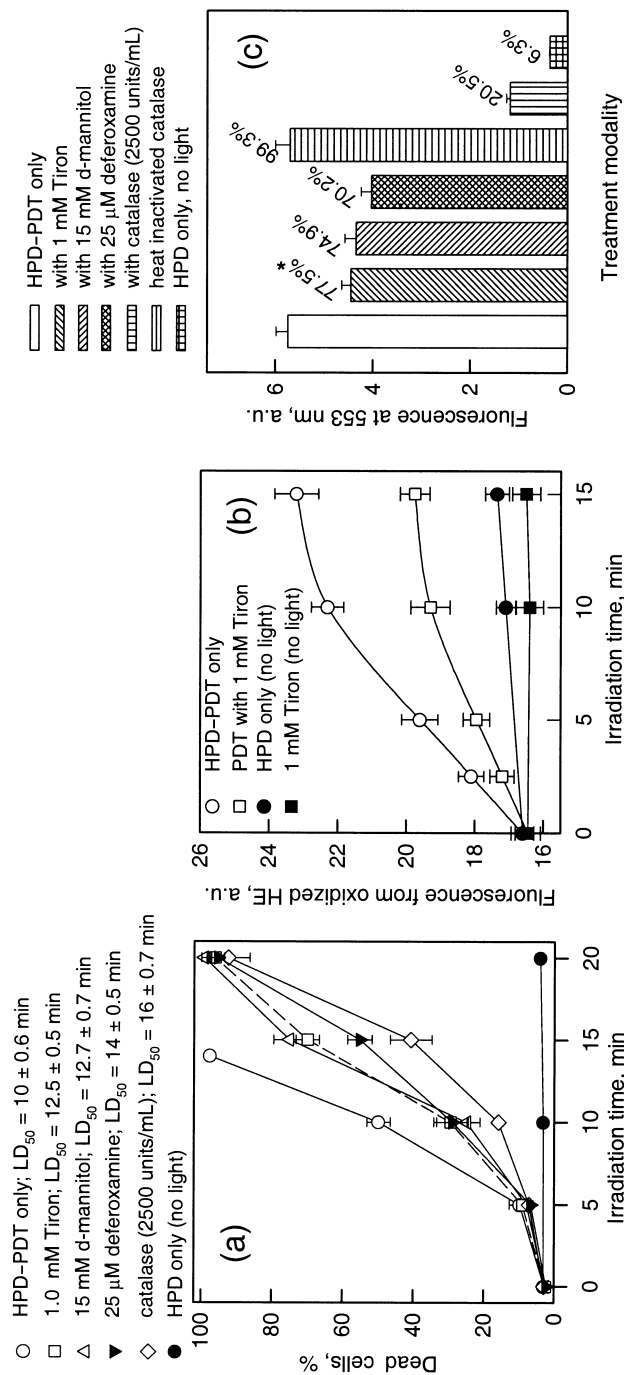 ○ HPD–PDT only; LD50 = 10 ± 0.6 min
□ 1.0 mM Tiron; LD50 = 12.5 ± 0.5 min
△ 15 mM d-mannitol; LD50 = 12.7 ± 0.7 min
▼ 25 μM deferoxamine; LD50 = 14 ± 0.5 min
◇ catalase (2500 units/mL); LD50 = 16 ± 0.7 min
● HPD only (no light)
(a)
Dead cells, %
100
80
60
40
20
0
0 5 10 15 20
Irradiation time, min
(b)
○ HPD–PDT only
□ PDT with 1 mM Tiron
● HPD only (no light)
■ 1 mM Tiron (no light)
Fluorescence from oxidized HE, a.u.
26
24
22
20
18
16
0 5 10 15
Irradiation time, min
HPD–PDT only
with 1 mM Tiron
with 15 mM d-mannitol
with 25 μM deferoxamine
with catalase (2500 units/mL)
heat inactivated catalase
HPD only, no light
(c)
Fluorescence at 553 nm, a.u.
6
4
2
0
77.5% *
74.9%
70.2%
99.3%
20.5%
6.3%
Treatment modality